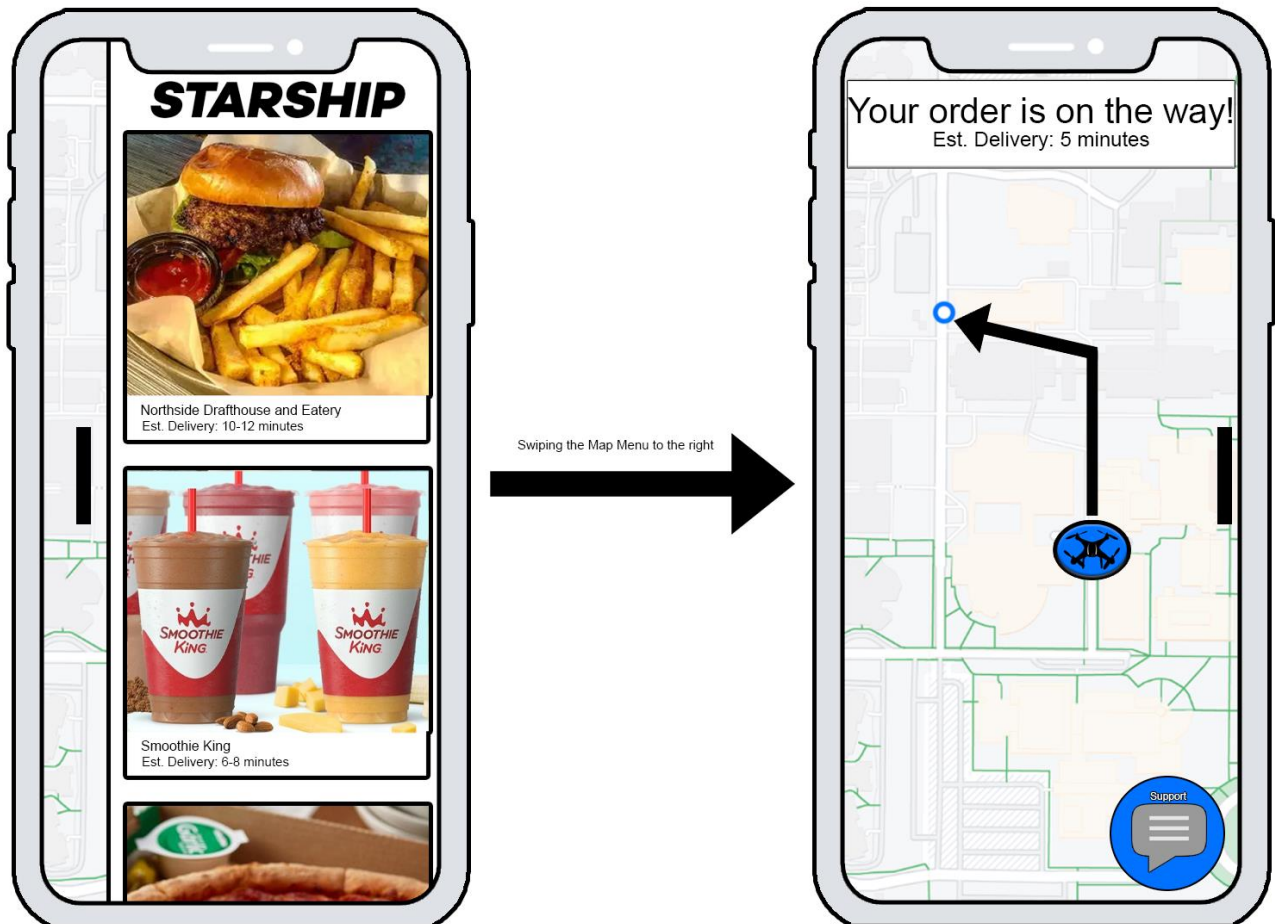 STARSHIP
Northside Drafthouse and Eatery
Est. Delivery: 10-12 minutes
SMOOTHIE
KING
SMOOTHIE
KING
Smoothie King
Est. Delivery: 6-8 minutes
Swiping the Map Menu to the right
Your order is on the way!
Est. Delivery: 5 minutes
Support